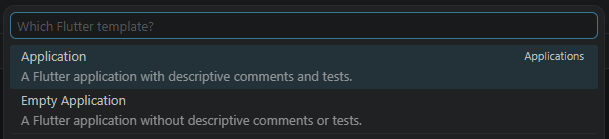 Which Flutter template?
Application Applications
A Flutter application with descriptive comments and tests.
Empty Application
A Flutter application without descriptive comments or tests.